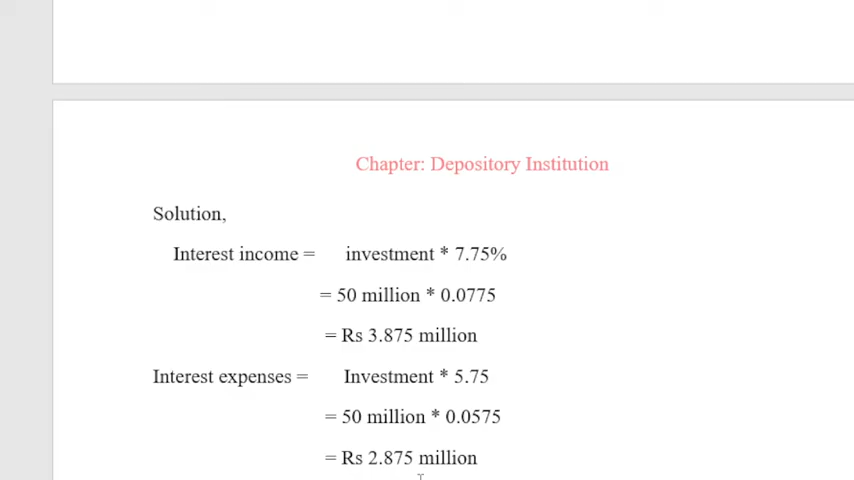 Chapter: Depository Institution
Solution,
Interest income = investment * 7.75%
= 50 million * 0.0775
= Rs 3.875 million
Interest expenses = Investment * 5.75
= 50 million * 0.0575
= Rs 2.875 million